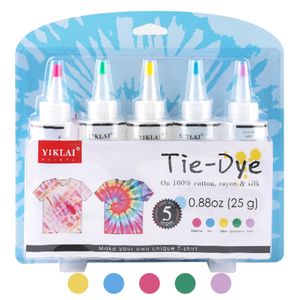 YIKLAI
Tie-Dye
On 100% cotton, rayon & silk
0.88oz (25 g)
5
Make your own unique T-shirt